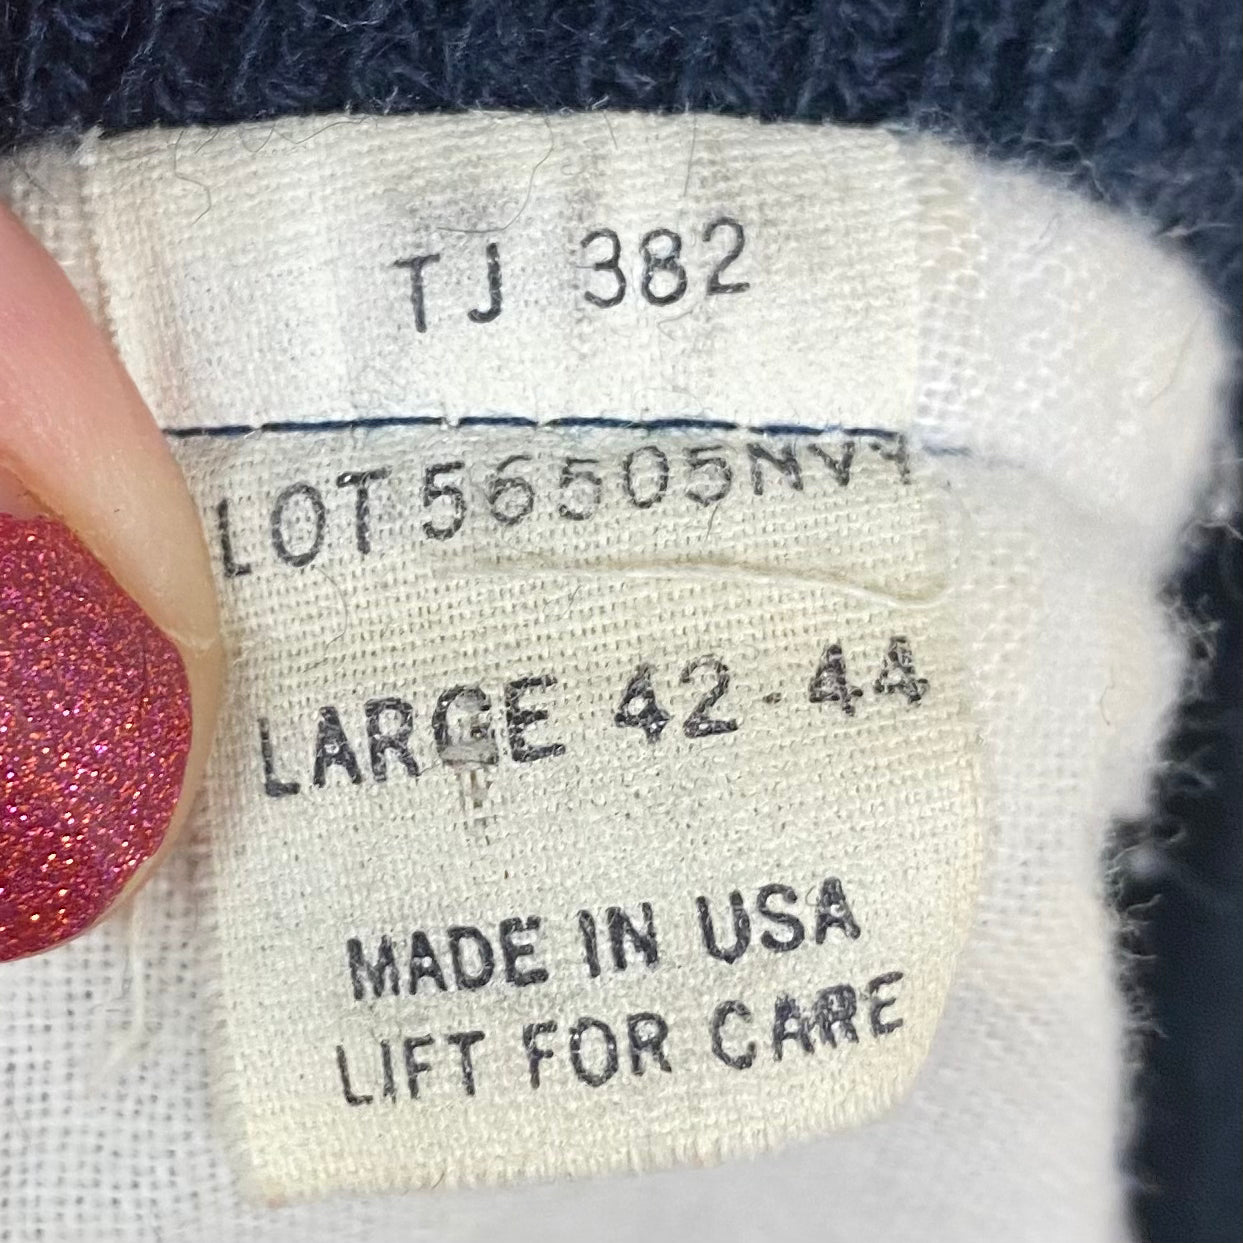 TJ 382
LOT 56505NVY
LARGE 42-44
MADE IN USA
LIFT FOR CARE